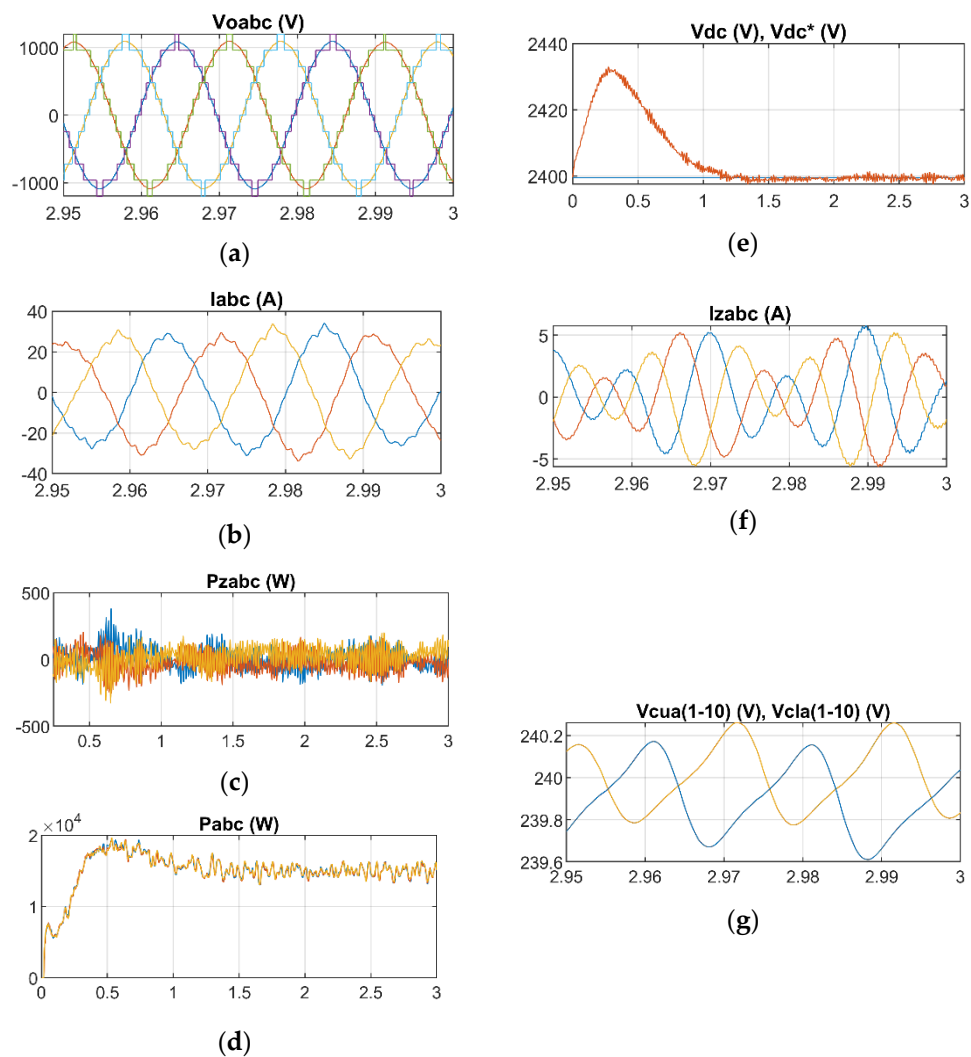 Voabc (V)
1000
0
-1000
2.95 2.96 2.97 2.98 2.99 3
(a)
Iabc (A)
40
20
0
-20
-40
2.95 2.96 2.97 2.98 2.99 3
(b)
Pzabc (W)
500
0
-500
0.5 1 1.5 2 2.5 3
(c)
Pabc (W)
×10⁴
2
1
0
0 0.5 1 1.5 2 2.5 3
(d)
Vdc (V), Vdc* (V)
2440
2420
2400
0 0.5 1 1.5 2 2.5 3
(e)
Izabc (A)
5
0
-5
2.95 2.96 2.97 2.98 2.99 3
(f)
Vcua(1-10) (V), Vcla(1-10) (V)
240.2
240
239.8
239.6
2.95 2.96 2.97 2.98 2.99 3
(g)